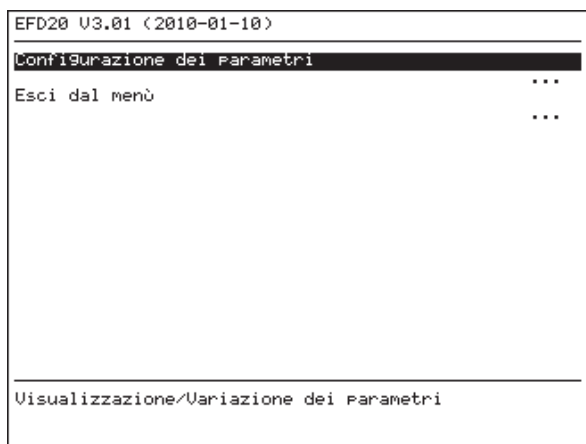 EFD20 V3.01 (2010-01-10)
Configurazione dei parametri
...
Esci dal menù
...
Visualizzazione/Variazione dei parametri